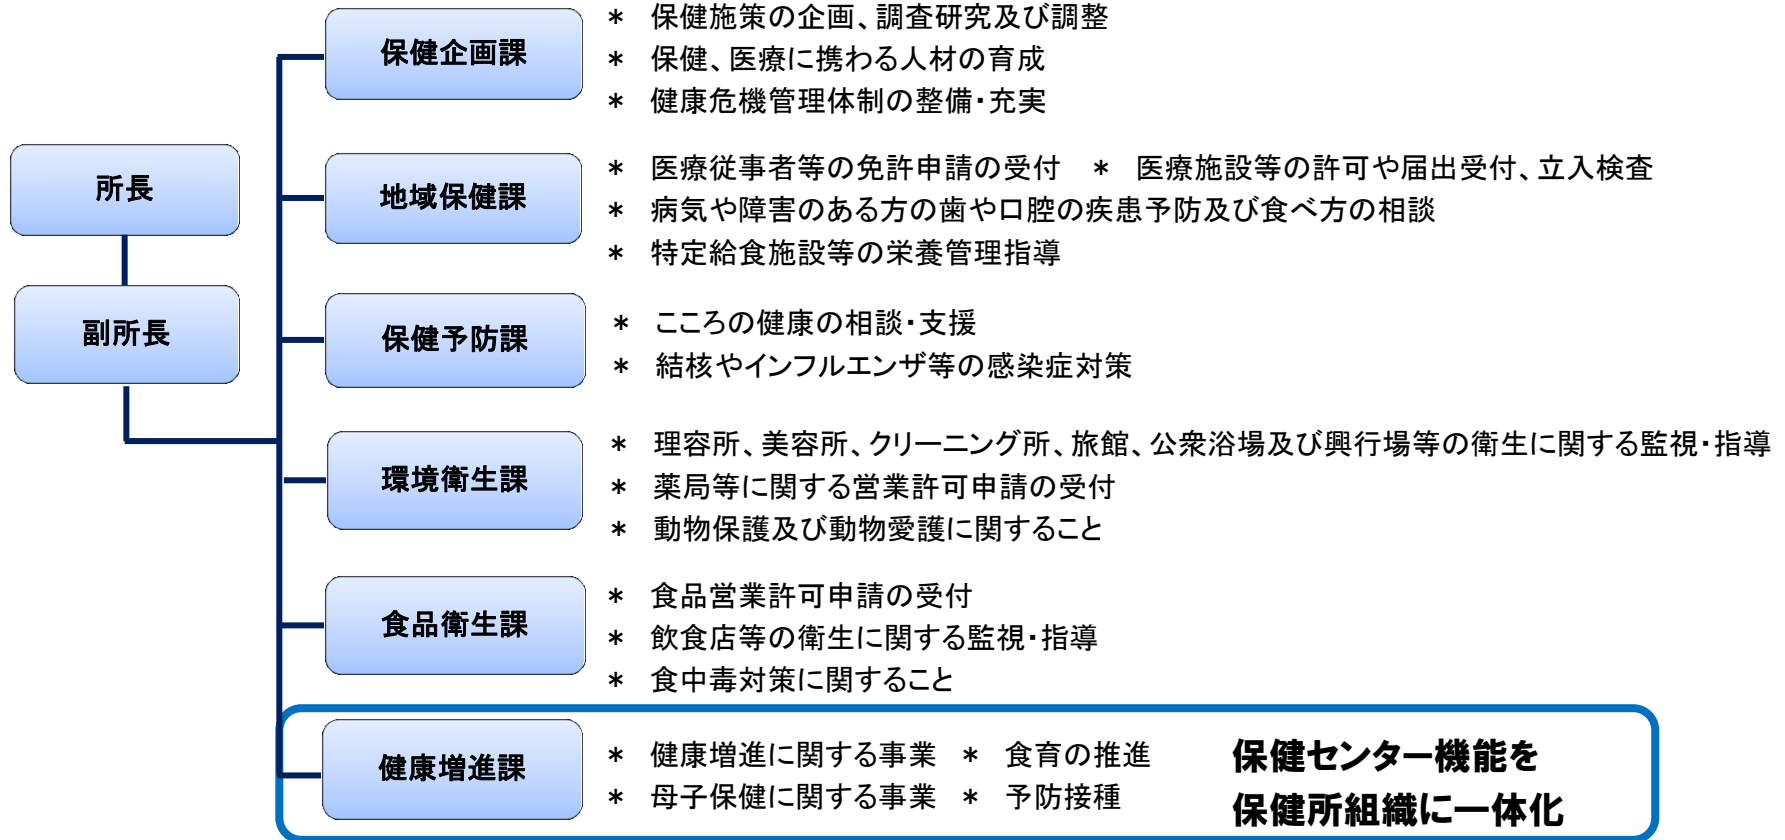 所長
副所長
保健企画課
* 保健施策の企画、調査研究及び調整
* 保健、医療に携わる人材の育成
* 健康危機管理体制の整備・充実
地域保健課
* 医療従事者等の免許申請の受付 * 医療施設等の許可や届出受付、立入検査
* 病気や障害のある方の歯や口腔の疾患予防及び食べ方の相談
* 特定給食施設等の栄養管理指導
保健予防課
* こころの健康の相談・支援
* 結核やインフルエンザ等の感染症対策
環境衛生課
* 理容所、美容所、クリーニング所、旅館、公衆浴場及び興行場等の衛生に関する監視・指導
* 薬局等に関する営業許可申請の受付
* 動物保護及び動物愛護に関すること
食品衛生課
* 食品営業許可申請の受付
* 飲食店等の衛生に関する監視・指導
* 食中毒対策に関すること
健康増進課
* 健康増進に関する事業 * 食育の推進
* 母子保健に関する事業 * 予防接種
保健センター機能を
保健所組織に一体化